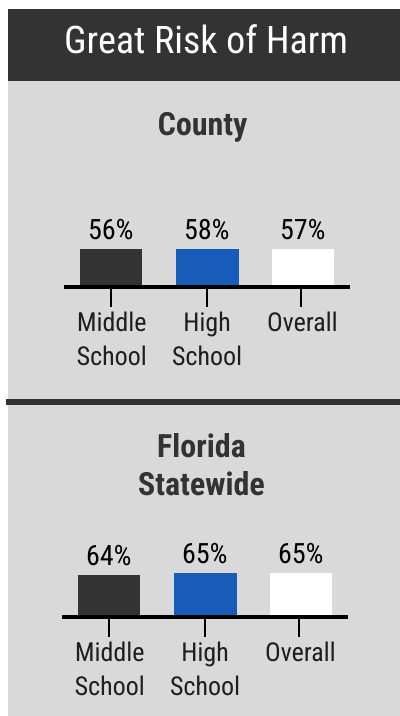 Great Risk of Harm
County
56% 58% 57%
Middle School High School Overall
Florida
Statewide
64% 65% 65%
Middle School High School Overall